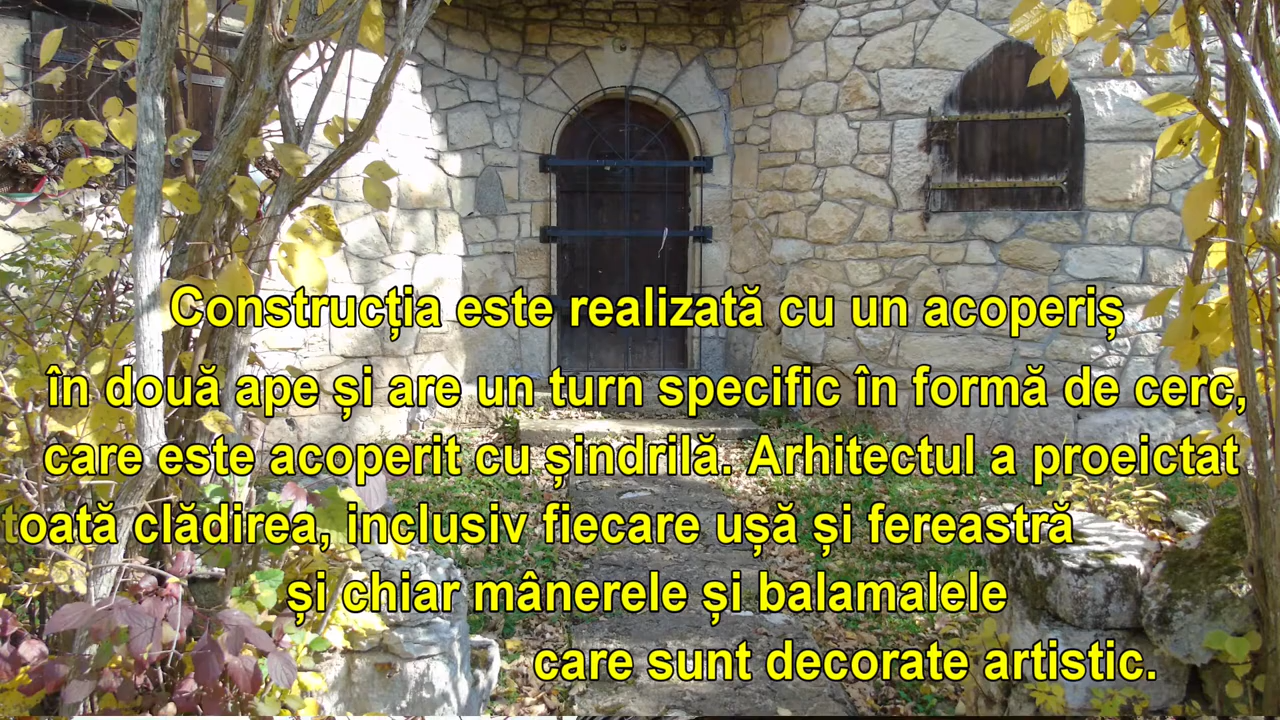 Construcția este realizată cu un acoperiș
în două ape și are un turn specific în formă de cerc,
care este acoperit cu șindrilă. Arhitectul a proeictat
toată clădirea, inclusiv fiecare ușă și fereastră
și chiar mânerele și balamalele
care sunt decorate artistic.